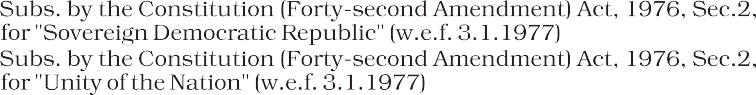 Subs. by the Constitution (Forty-second Amendment) Act, 1976, Sec.2,
for "Sovereign Democratic Republic" (w.e.f. 3.1.1977)
Subs. by the Constitution (Forty-second Amendment) Act, 1976, Sec.2,
for "Unity of the Nation" (w.e.f. 3.1.1977)